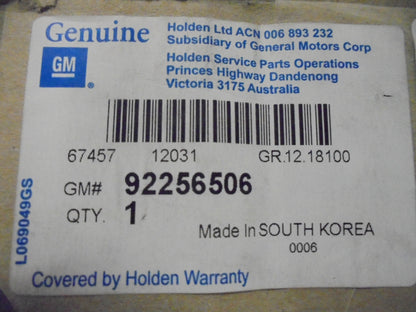 Genuine
GM
Holden Ltd ACN 006 893 232
Subsidiary of General Motors Corp
Holden Service Parts Operations
Princes Highway Dandenong
Victoria 3175 Australia
67457 12031 GR.12.18100
GM# 92256506
QTY. 1
Made In SOUTH KOREA
0006
L069049GS
Covered by Holden Warranty